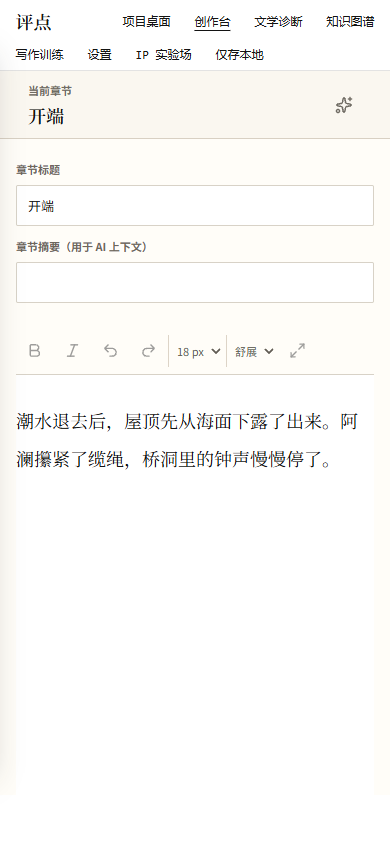 评点 项目桌面 创作台 文学诊断 知识图谱
写作训练 设置 IP 实验场 仅存本地
当前章节
开端
章节标题
开端
章节摘要（用于 AI 上下文）
B I 18 px 舒展
潮水退去后，屋顶先从海面下露了出来。阿
澜攥紧了缆绳，桥洞里的钟声慢慢停了。